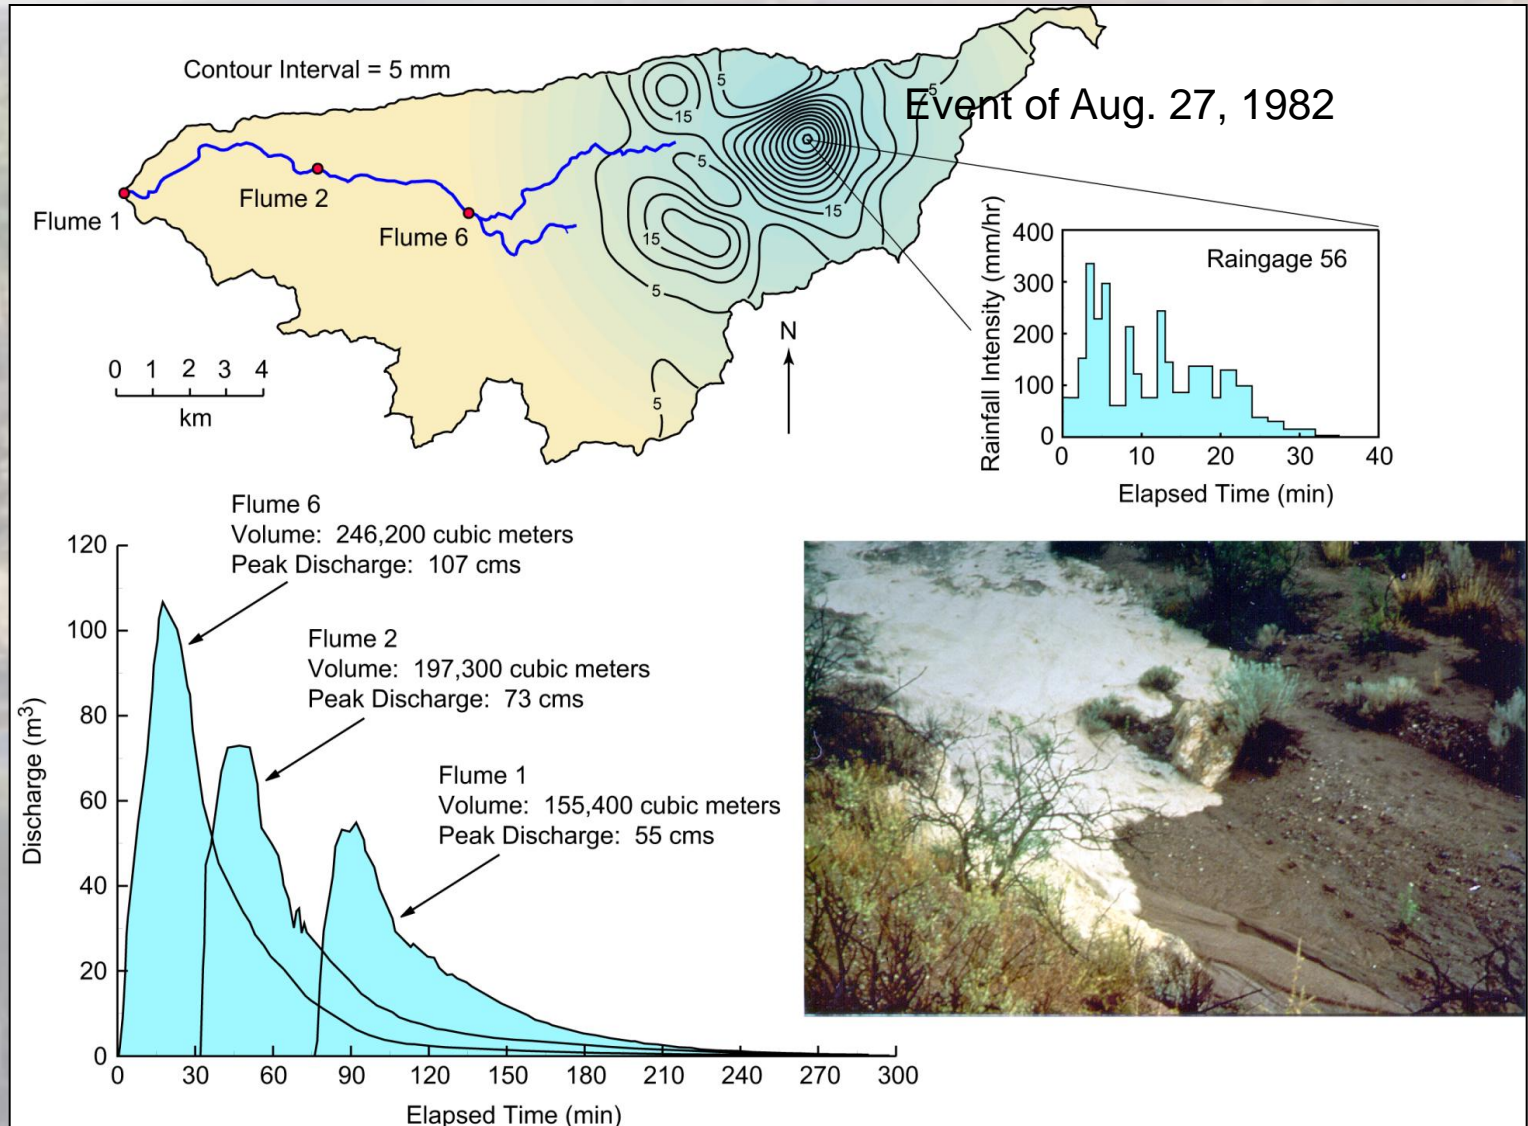 Contour Interval = 5 mm
Event of Aug. 27, 1982
5
5
15
5
15
15
5
5
Flume 1
Flume 2
Flume 6
0 1 2 3 4
km
N
Rainfall Intensity (mm/hr)
400
300
200
100
0
Raingage 56
0 10 20 30 40
Elapsed Time (min)
Flume 6
Volume: 246,200 cubic meters
Peak Discharge: 107 cms
Flume 2
Volume: 197,300 cubic meters
Peak Discharge: 73 cms
Flume 1
Volume: 155,400 cubic meters
Peak Discharge: 55 cms
Discharge (m3)
120
100
80
60
40
20
0
0 30 60 90 120 150 180 210 240 270 300
Elapsed Time (min)